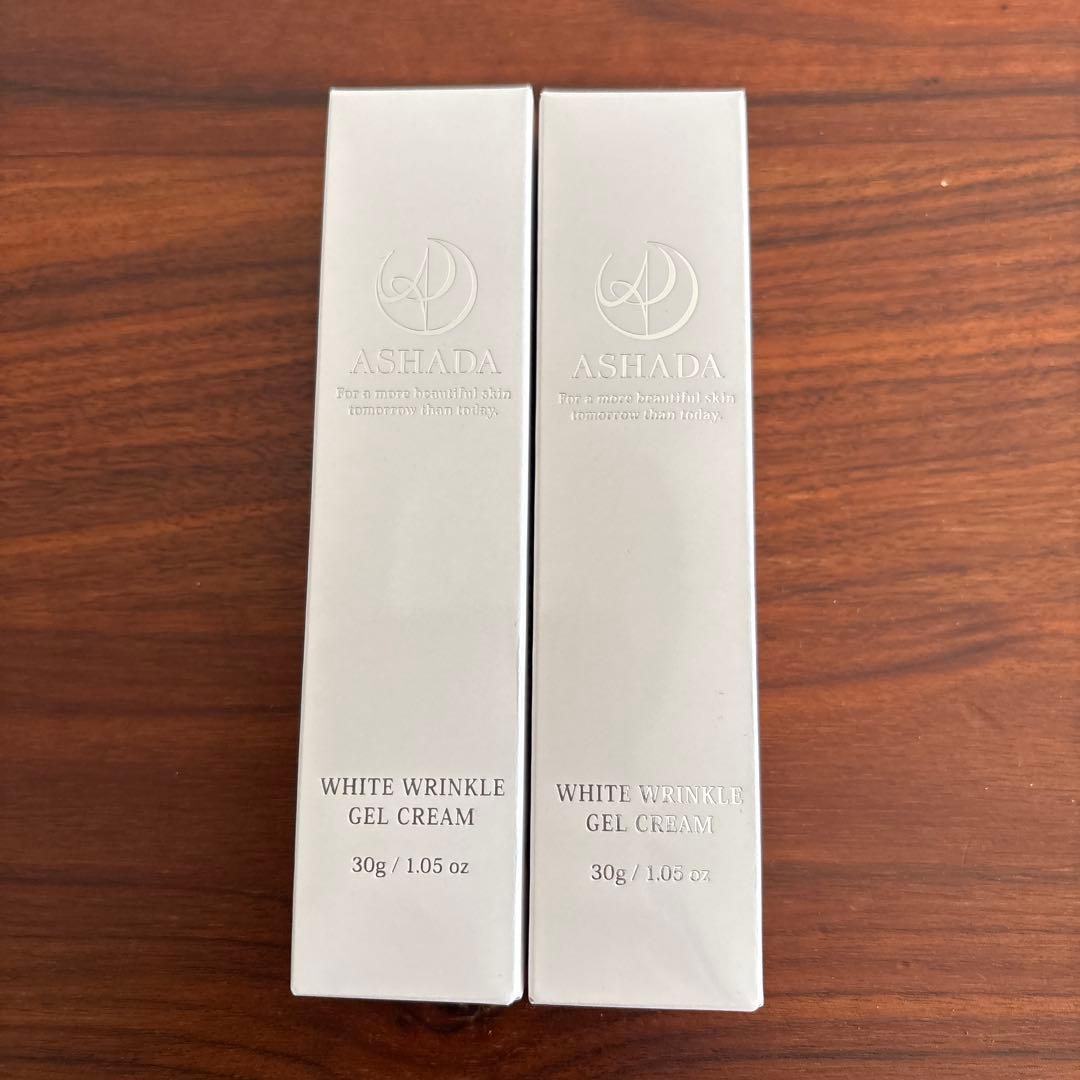 ASHADA
For a more beautiful skin
tomorrow than today.
WHITE WRINKLE
GEL CREAM
30g / 1.05 oz
ASHADA
For a more beautiful skin
tomorrow than today.
WHITE WRINKLE
GEL CREAM
30g / 1.05 oz